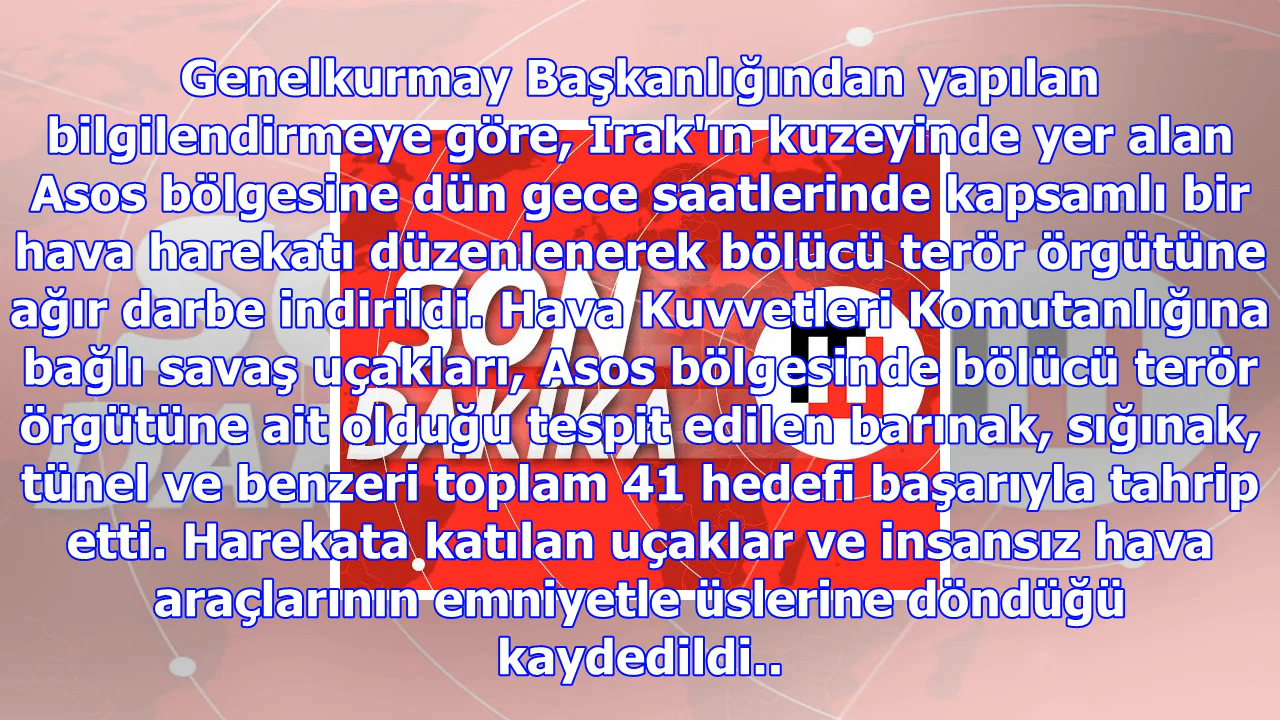 Genelkurmay Başkanlığından yapılan
bilgilendirmeye göre, Irak'ın kuzeyinde yer alan
Asos bölgesine dün gece saatlerinde kapsamlı bir
hava harekatı düzenlenerek bölücü terör örgütüne
ağır darbe indirildi. Hava Kuvvetleri Komutanlığına
bağlı savaş uçakları, Asos bölgesinde bölücü terör
örgütüne ait olduğu tespit edilen barınak, sığınak,
tünel ve benzeri toplam 41 hedefi başarıyla tahrip
etti. Harekata katılan uçaklar ve insansız hava
araçlarının emniyetle üslerine döndüğü
kaydedildi..
SON
DAKİKA